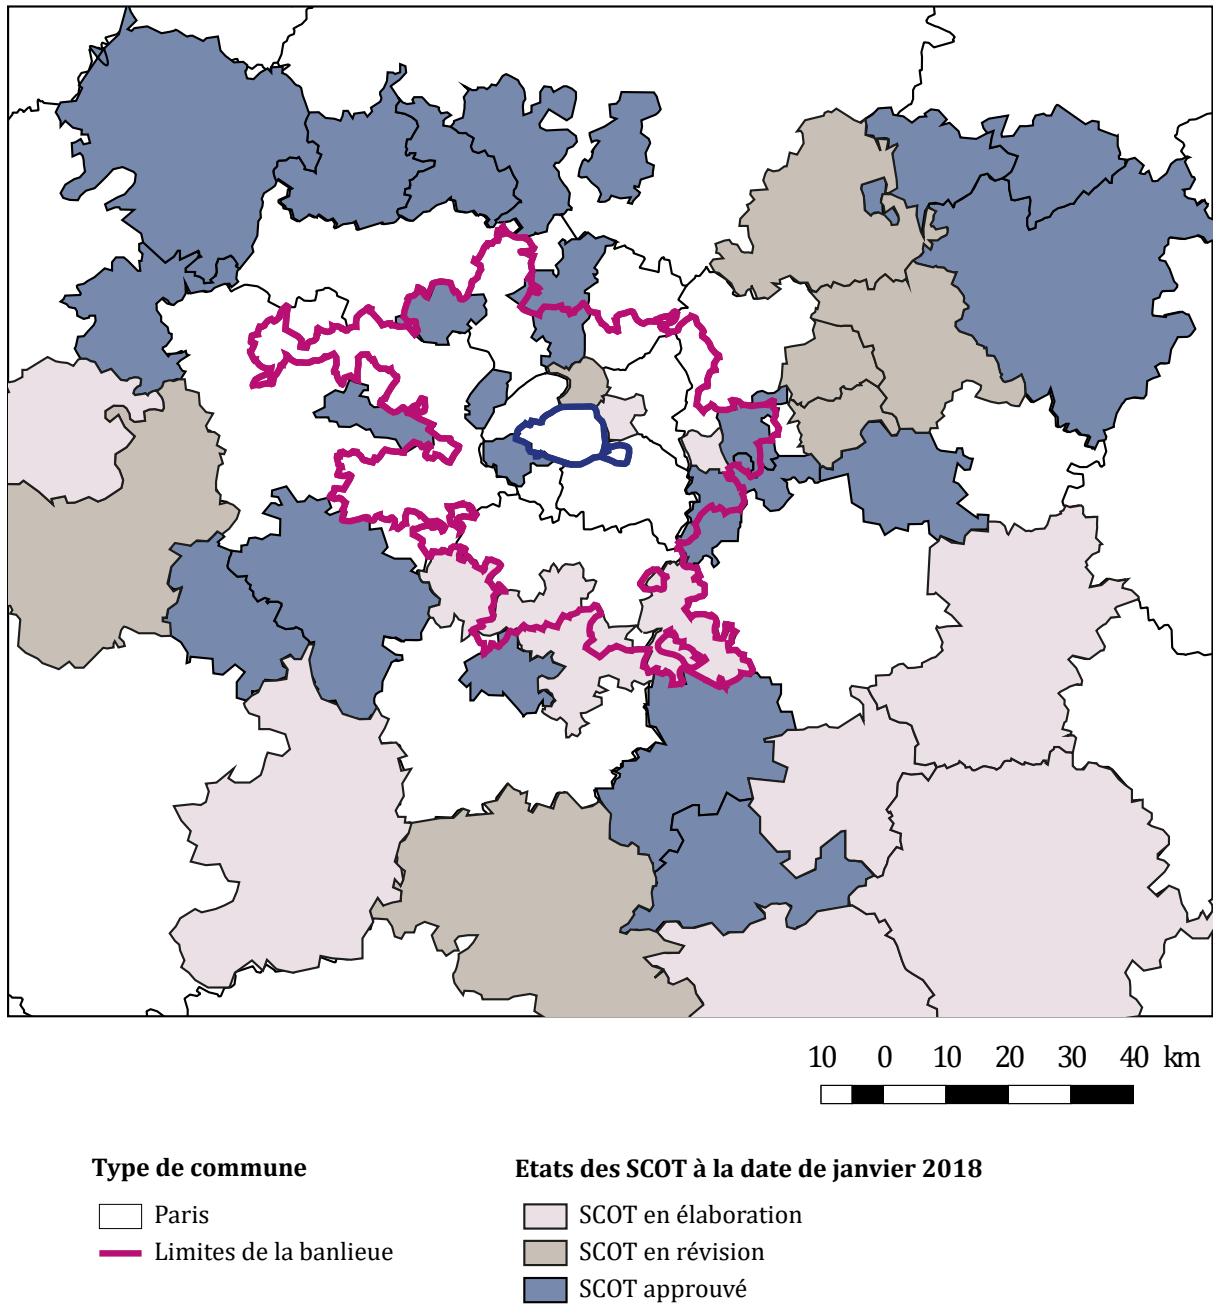 10 0 10 20 30 40 km
Type de commune
Paris
Limites de la banlieue
Etats des SCOT à la date de janvier 2018
SCOT en élaboration
SCOT en révision
SCOT approuvé